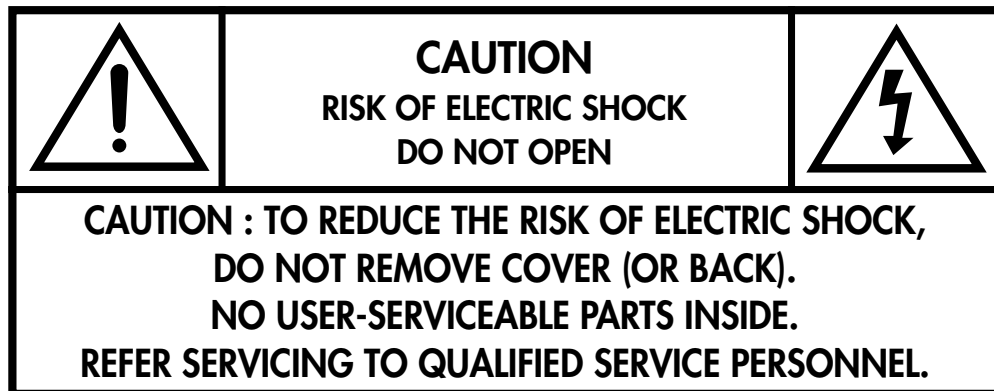 CAUTION
RISK OF ELECTRIC SHOCK
DO NOT OPEN
CAUTION : TO REDUCE THE RISK OF ELECTRIC SHOCK,
DO NOT REMOVE COVER (OR BACK).
NO USER-SERVICEABLE PARTS INSIDE.
REFER SERVICING TO QUALIFIED SERVICE PERSONNEL.